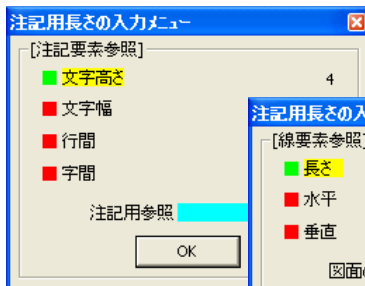 注記用長さの入力メニュー
[注記要素参照]
文字高さ 4
文字幅
行間
字間
注記用参照
OK
注記用長さの入
[線要素参照]
長さ
水平
垂直
図面の